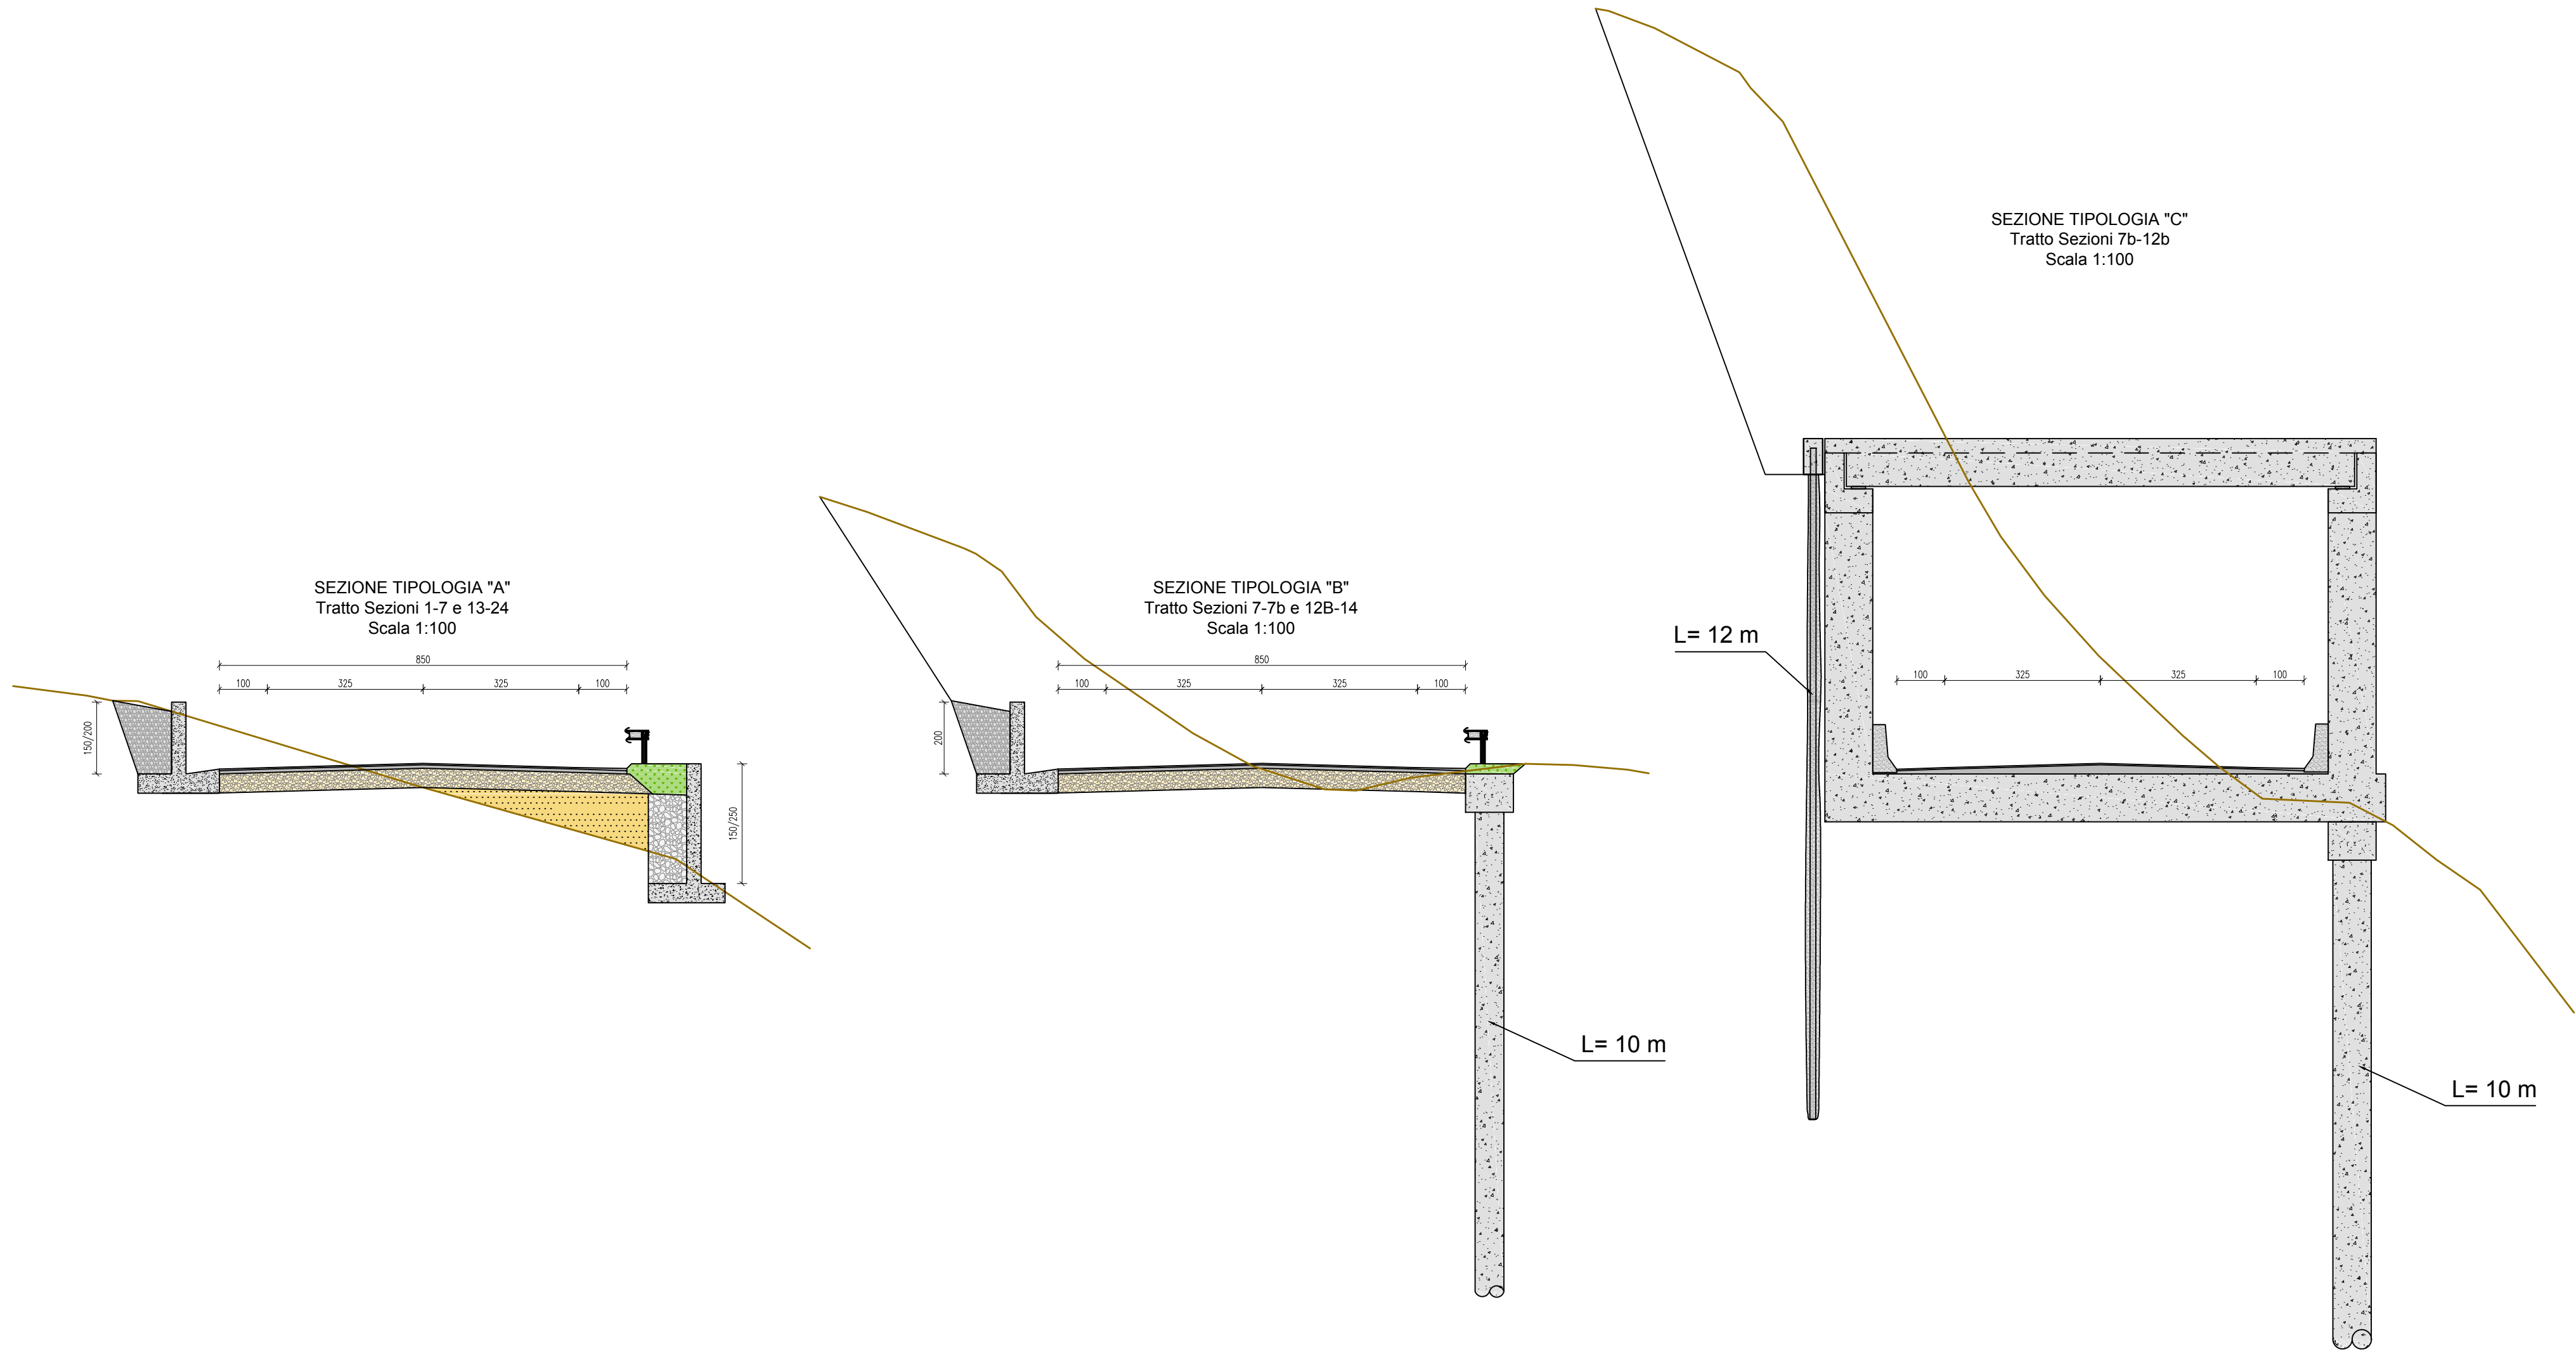 SEZIONE TIPOLOGIA "A"
Tratto Sezioni 1-7 e 13-24
Scala 1:100
850
100
325
325
100
150/200
150/250
SEZIONE TIPOLOGIA "B"
Tratto Sezioni 7-7b e 12B-14
Scala 1:100
850
100
325
325
100
200
L= 10 m
SEZIONE TIPOLOGIA "C"
Tratto Sezioni 7b-12b
Scala 1:100
L= 12 m
100
325
325
100
L= 10 m